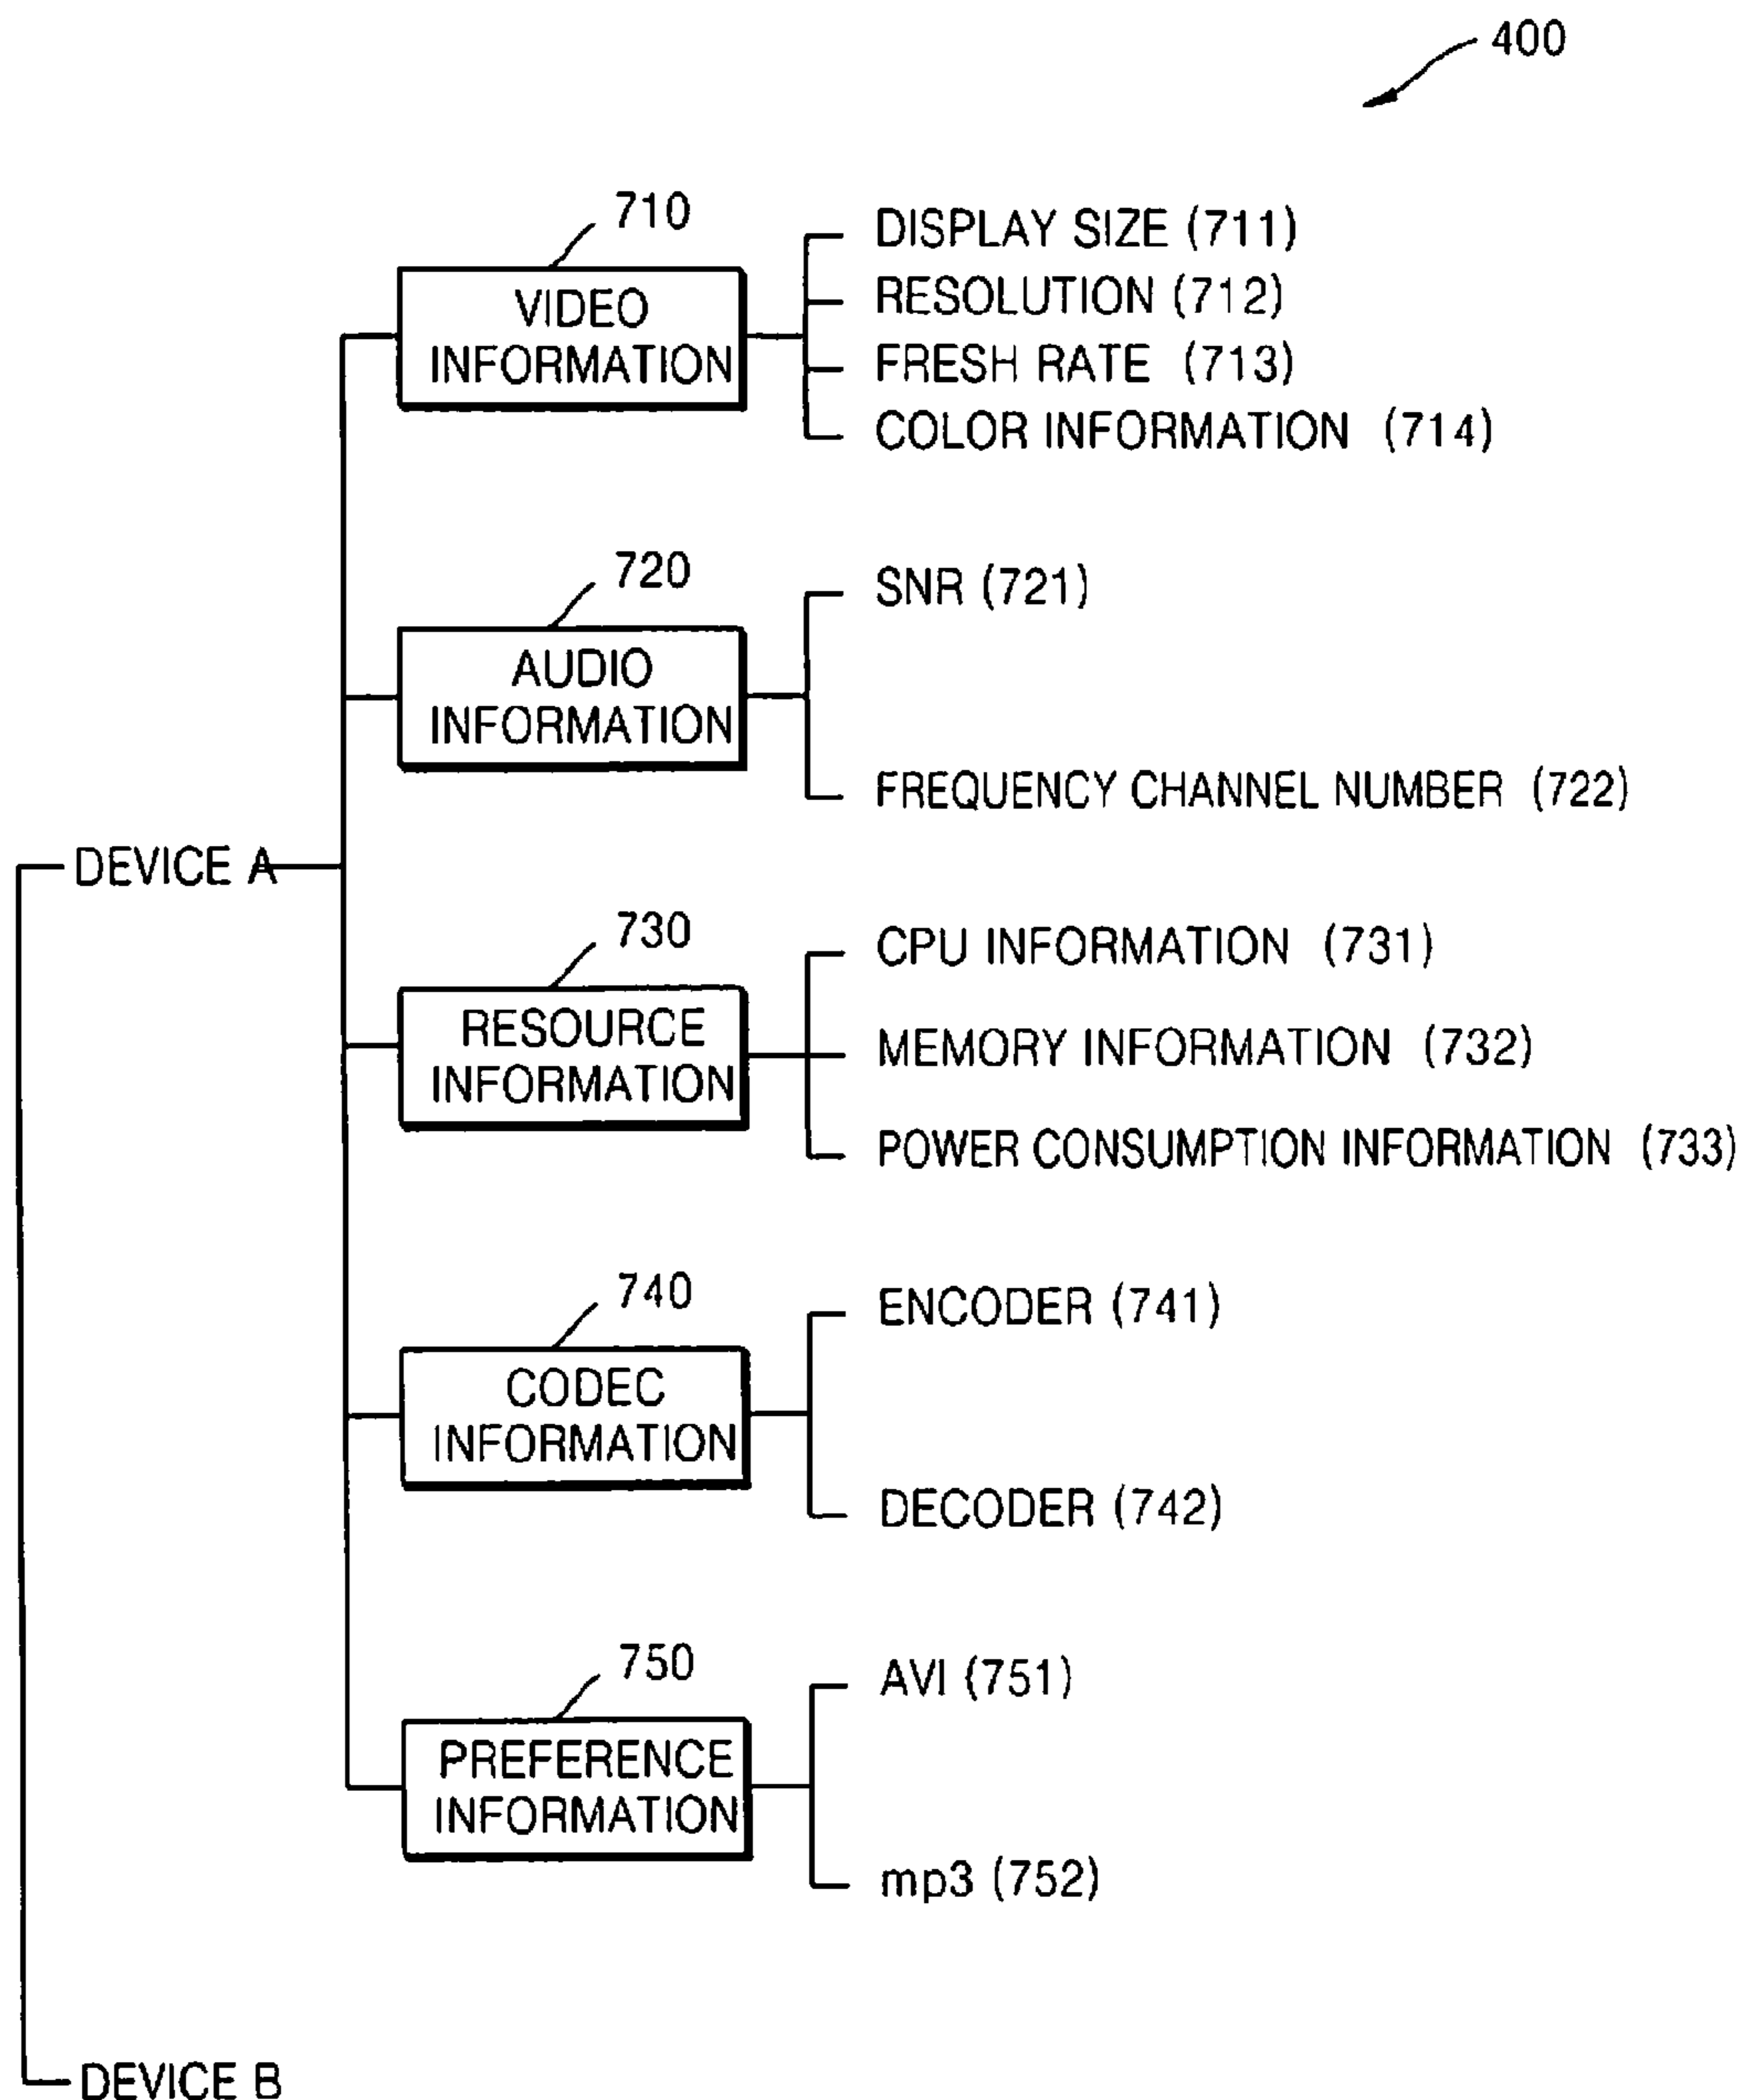 400
710
VIDEO
INFORMATION
DISPLAY SIZE (711)
RESOLUTION (712)
FRESH RATE (713)
COLOR INFORMATION (714)
720
AUDIO
INFORMATION
SNR (721)
FREQUENCY CHANNEL NUMBER (722)
DEVICE A
730
RESOURCE
INFORMATION
CPU INFORMATION (731)
MEMORY INFORMATION (732)
POWER CONSUMPTION INFORMATION (733)
740
CODEC
INFORMATION
ENCODER (741)
DECODER (742)
750
PREFERENCE
INFORMATION
AVI (751)
mp3 (752)
DEVICE B